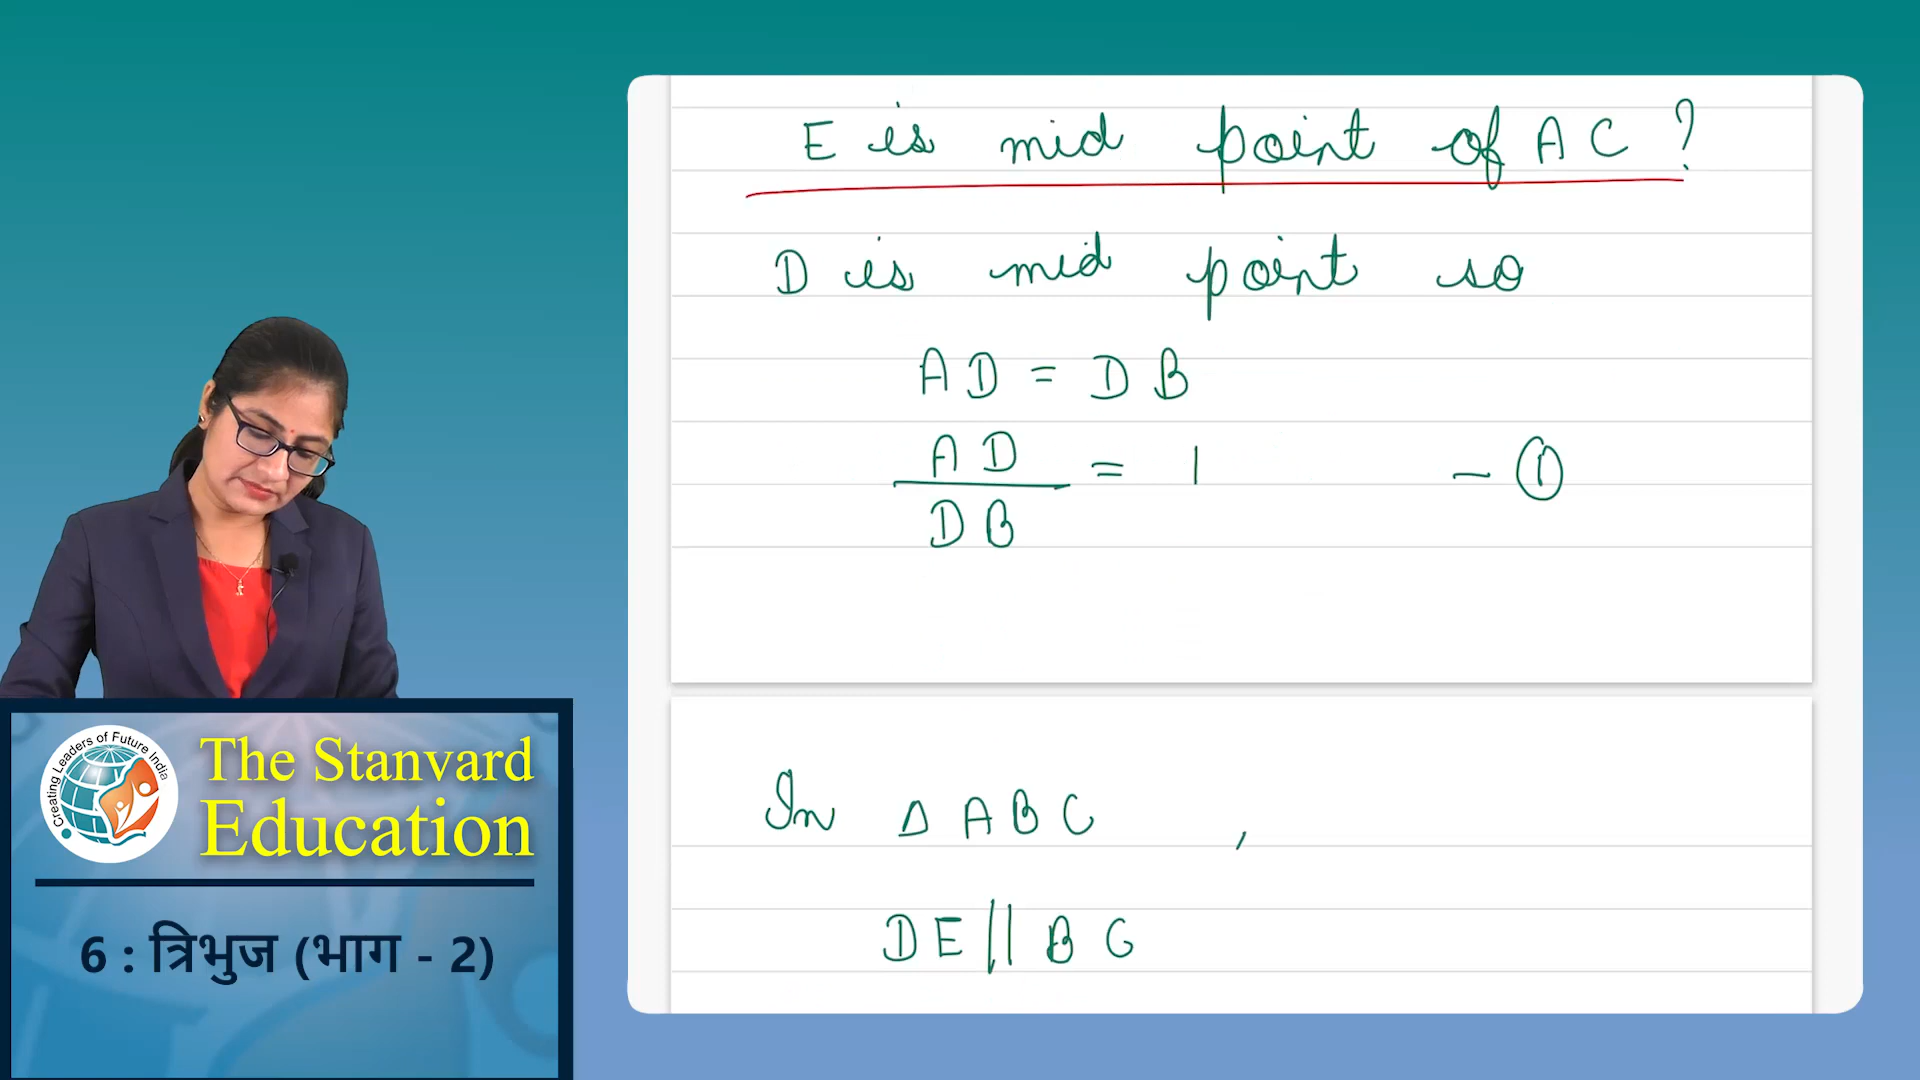 E is mid point of AC ?
D is mid point so
AD = DB
AD
DB
= 1 - ①
In Δ ABC ,
DE || BC
Creating Leaders of Future India
The Stanvard
Education
6 : त्रिभुज (भाग - 2)